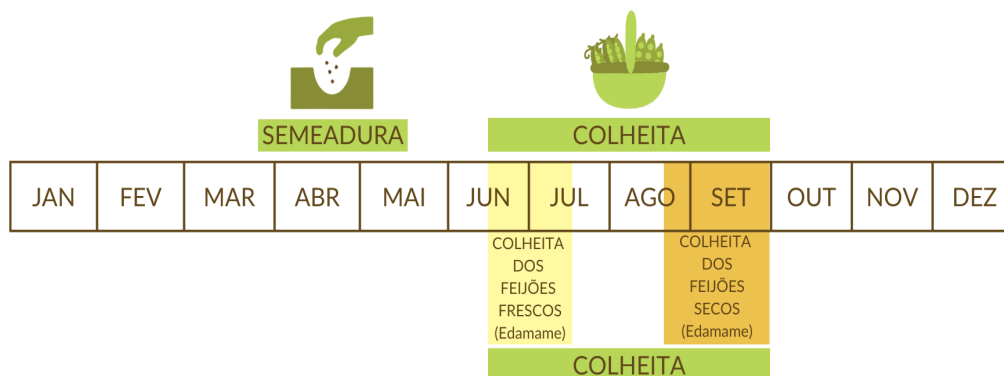 SEMEADURA
COLHEITA
JAN FEV MAR ABR MAI JUN JUL AGO SET OUT NOV DEZ
COLHEITA
DOS
FEIJÕES
FRESCOS
(Edamame)
COLHEITA
DOS
FEIJÕES
SECOS
(Edamame)
COLHEITA